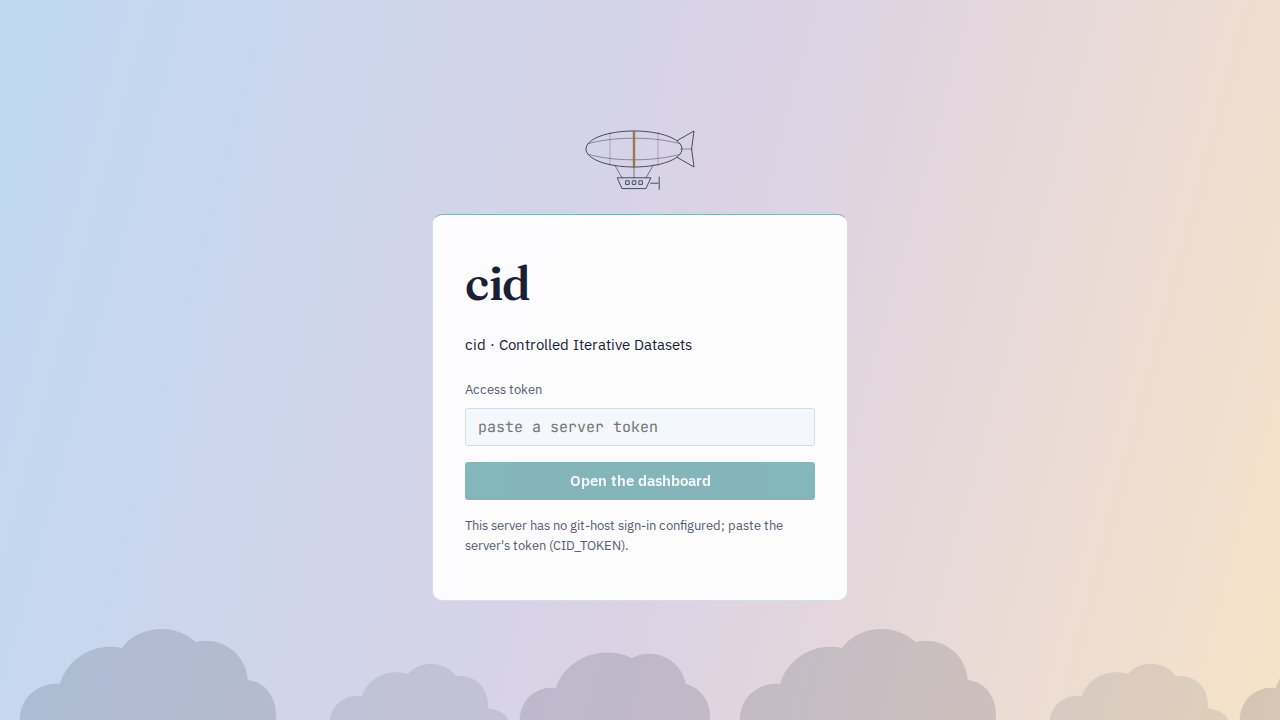 cid
cid · Controlled Iterative Datasets
Access token
paste a server token
Open the dashboard
This server has no git-host sign-in configured; paste the
server's token (CID_TOKEN).